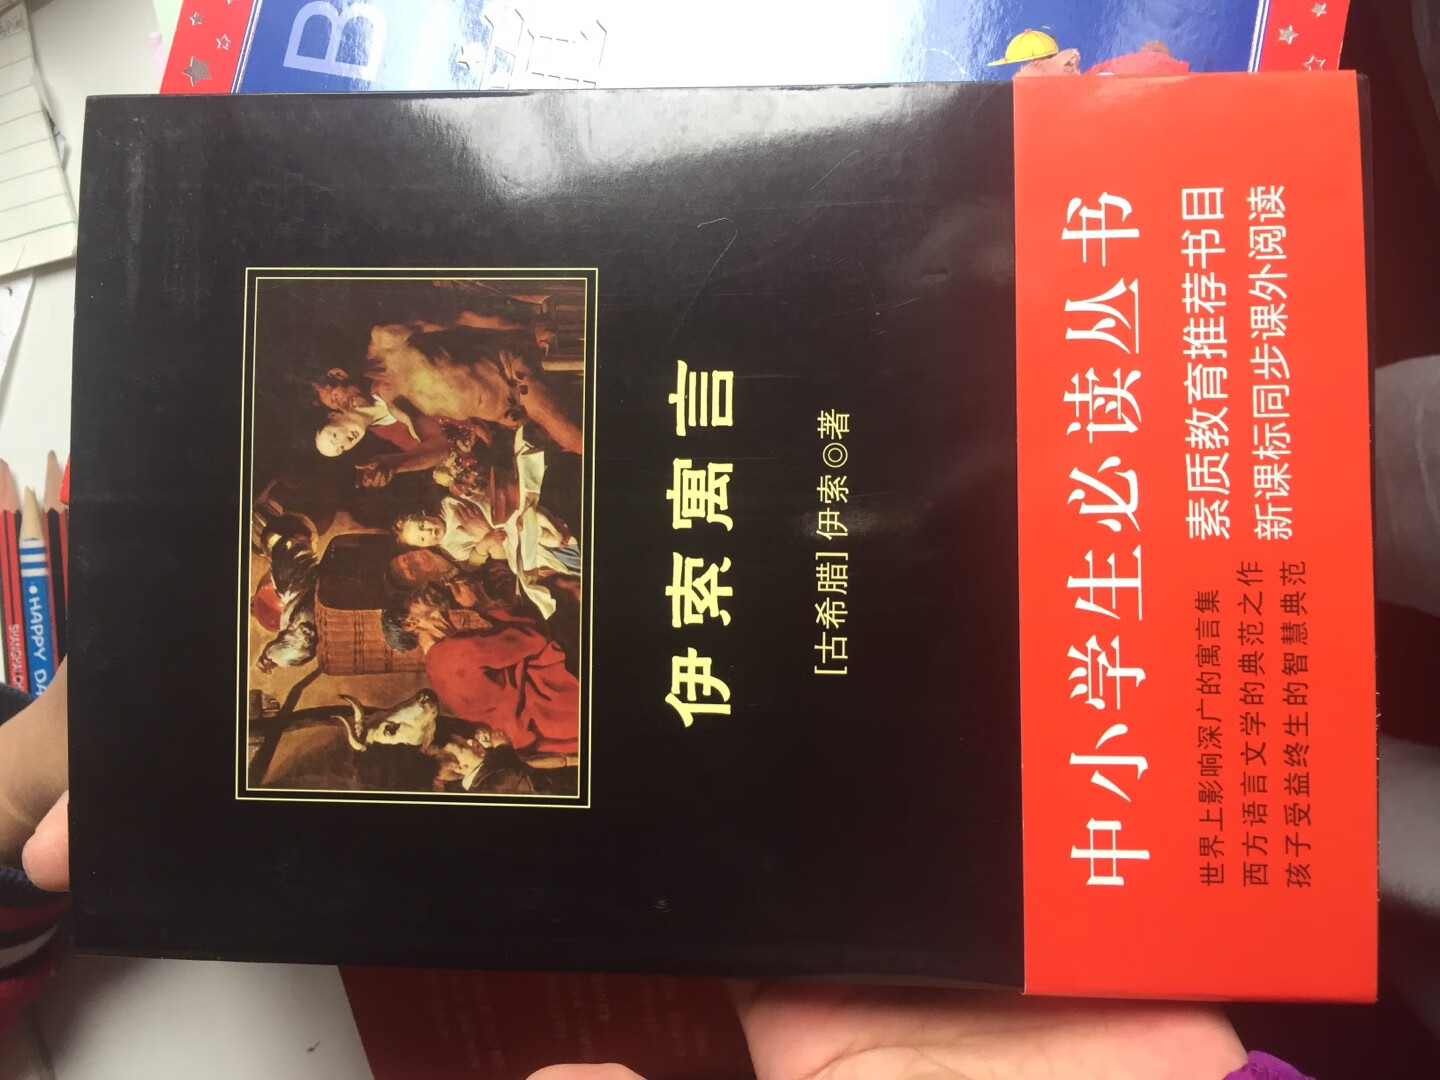 伊索寓言
[古希腊] 伊索◎著
中小学生必读丛书
素质教育推荐书目
新课标同步课外阅读
世界上影响深广的寓言集
西方语言文学的典范之作
孩子受益终生的智慧典范
B
HAPPY DA